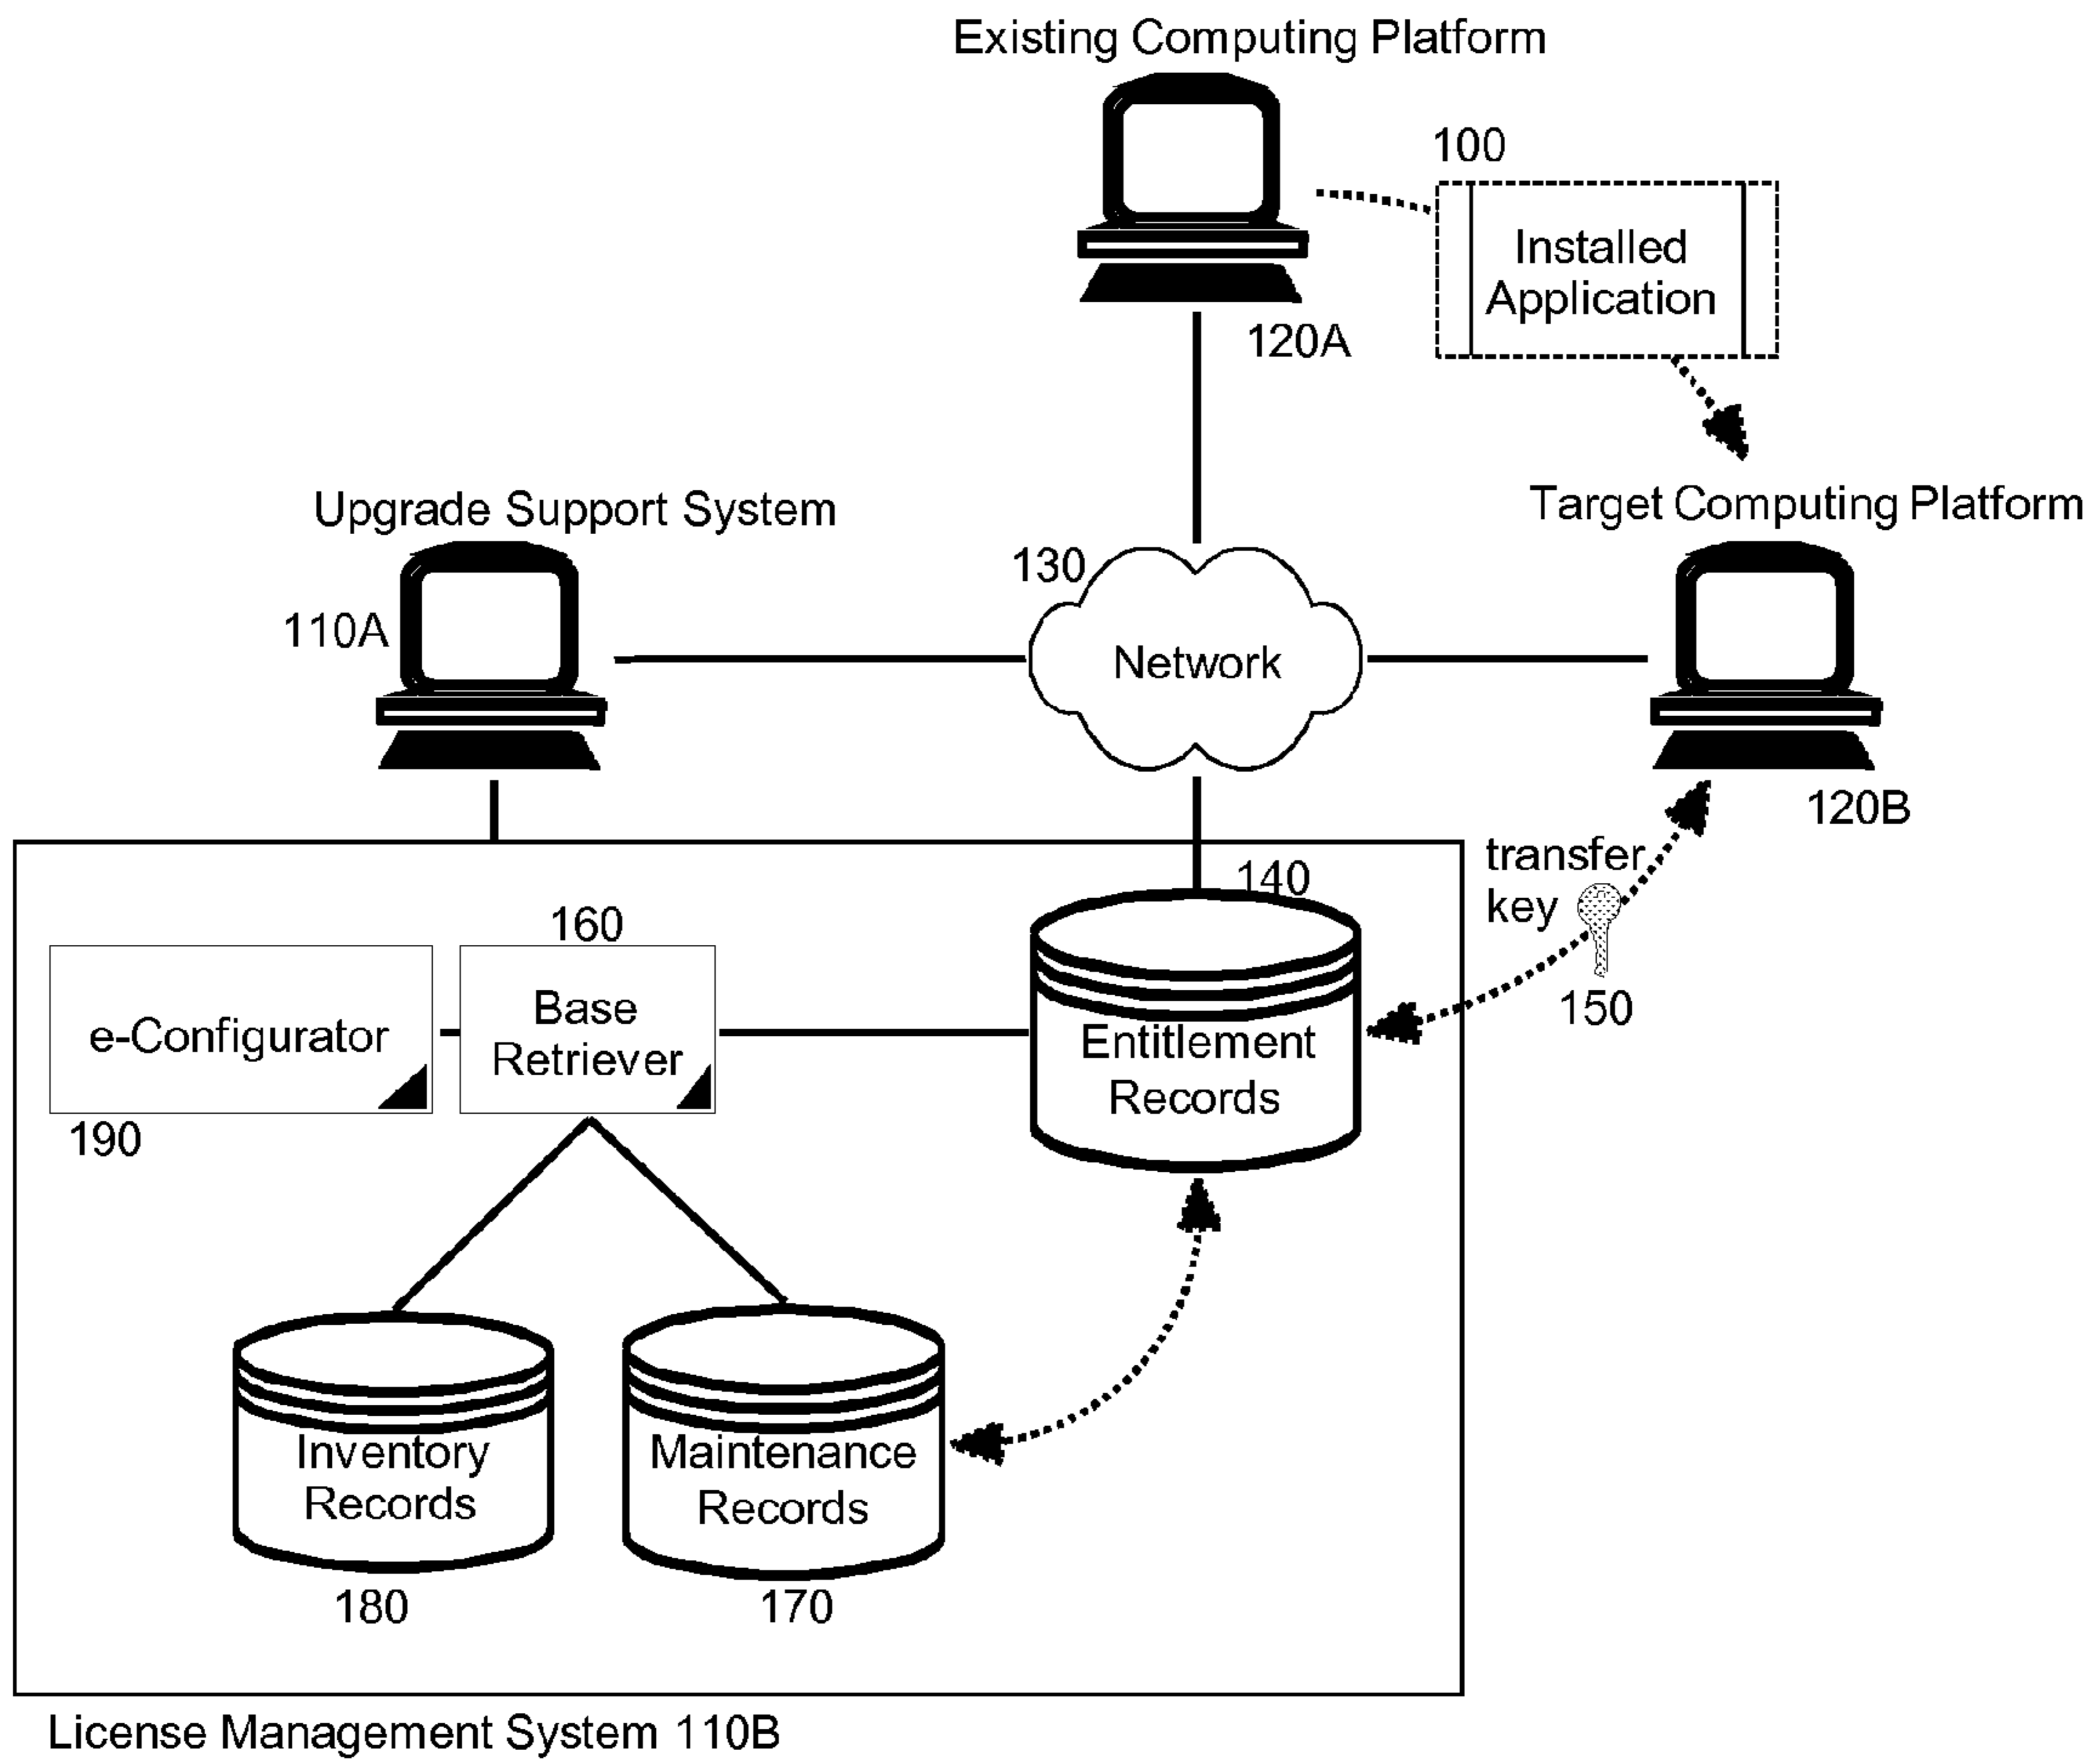 Existing Computing Platform
100
Installed
Application
120A
Upgrade Support System
Target Computing Platform
130
110A
Network
120B
transfer
key
140
160
150
e-Configurator
Base
Retriever
Entitlement
Records
190
Inventory
Records
Maintenance
Records
180
170
License Management System 110B